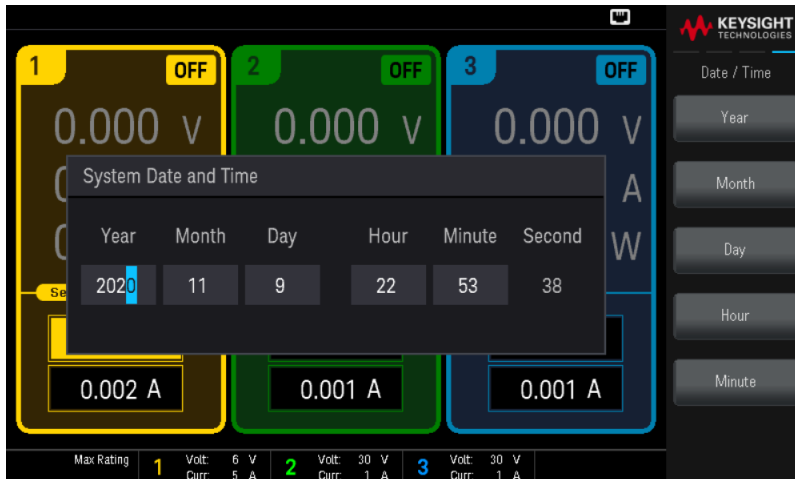 KEYSIGHT
TECHNOLOGIES
1 OFF 2 OFF 3 OFF
Date / Time
0.000 V 0.000 V 0.000 V
Year
System Date and Time
A
Month
Year Month Day Hour Minute Second
W
Day
2020 11 9 22 53 38
Se
Hour
0.002 A 0.001 A 0.001 A
Minute
Max Rating 1 Volt: 6 V 2 Volt: 30 V 3 Volt: 30 V
Curr: 5 A Curr: 1 A Curr: 1 A